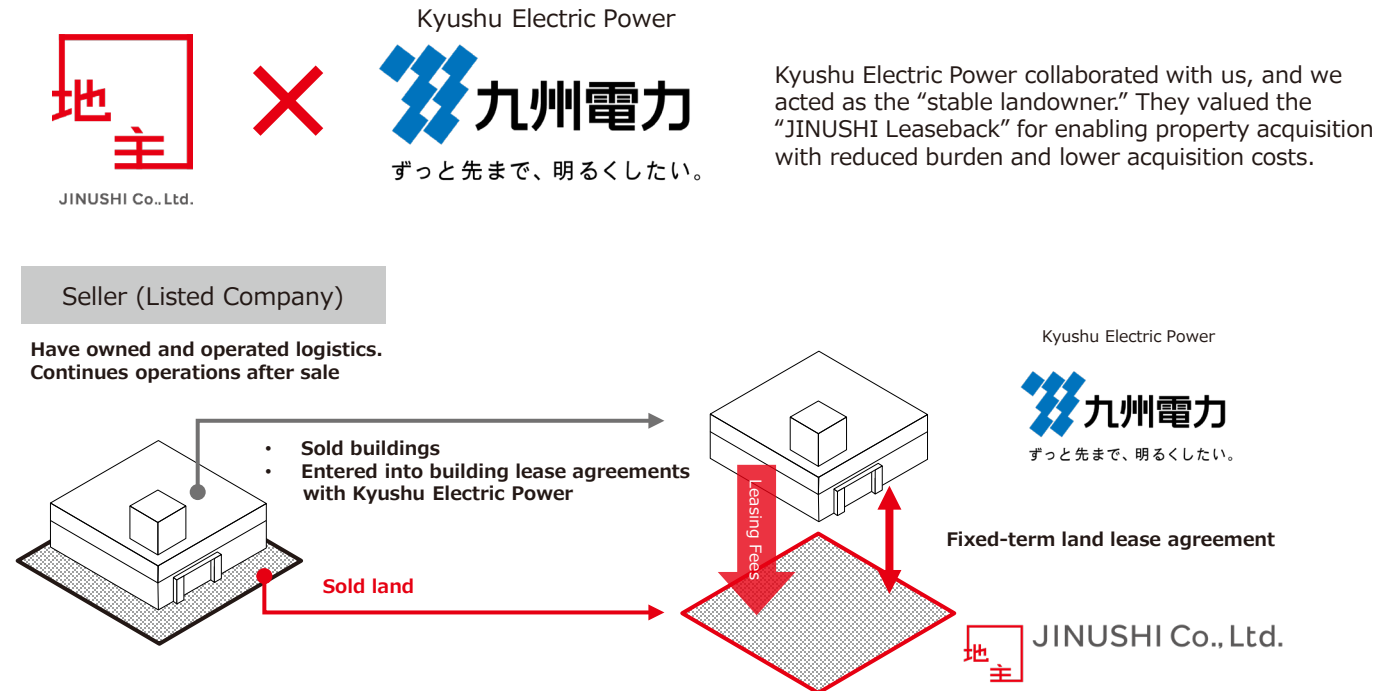 Kyushu Electric Power
地
主
JINUSHI Co.,Ltd.
九州電力
ずっと先まで、明るくしたい。
Kyushu Electric Power collaborated with us, and we
acted as the “stable landowner.” They valued the
“JINUSHI Leaseback” for enabling property acquisition
with reduced burden and lower acquisition costs.
Seller (Listed Company)
Have owned and operated logistics.
Continues operations after sale
• Sold buildings
• Entered into building lease agreements
with Kyushu Electric Power
Sold land
Leasing Fees
Kyushu Electric Power
九州電力
ずっと先まで、明るくしたい。
Fixed-term land lease agreement
地
主
JINUSHI Co., Ltd.